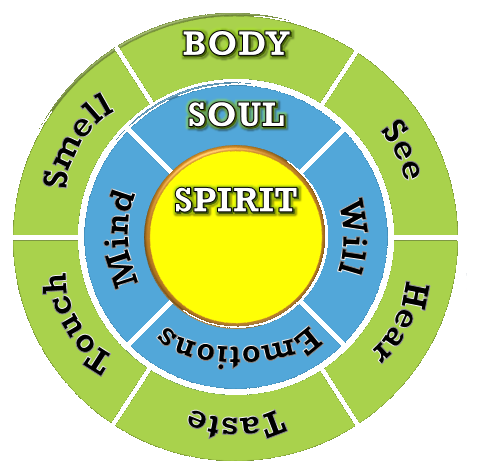 BODY
See
Hear
Taste
Touch
Smell
SOUL
Will
Emotions
Mind
SPIRIT